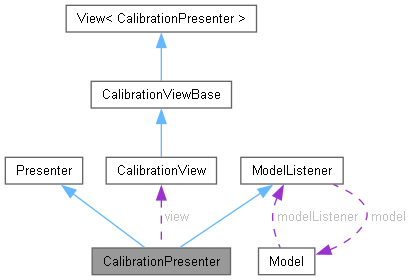 View< CalibrationPresenter >
CalibrationViewBase
Presenter
CalibrationView
ModelListener
view
modelListener
model
CalibrationPresenter
Model